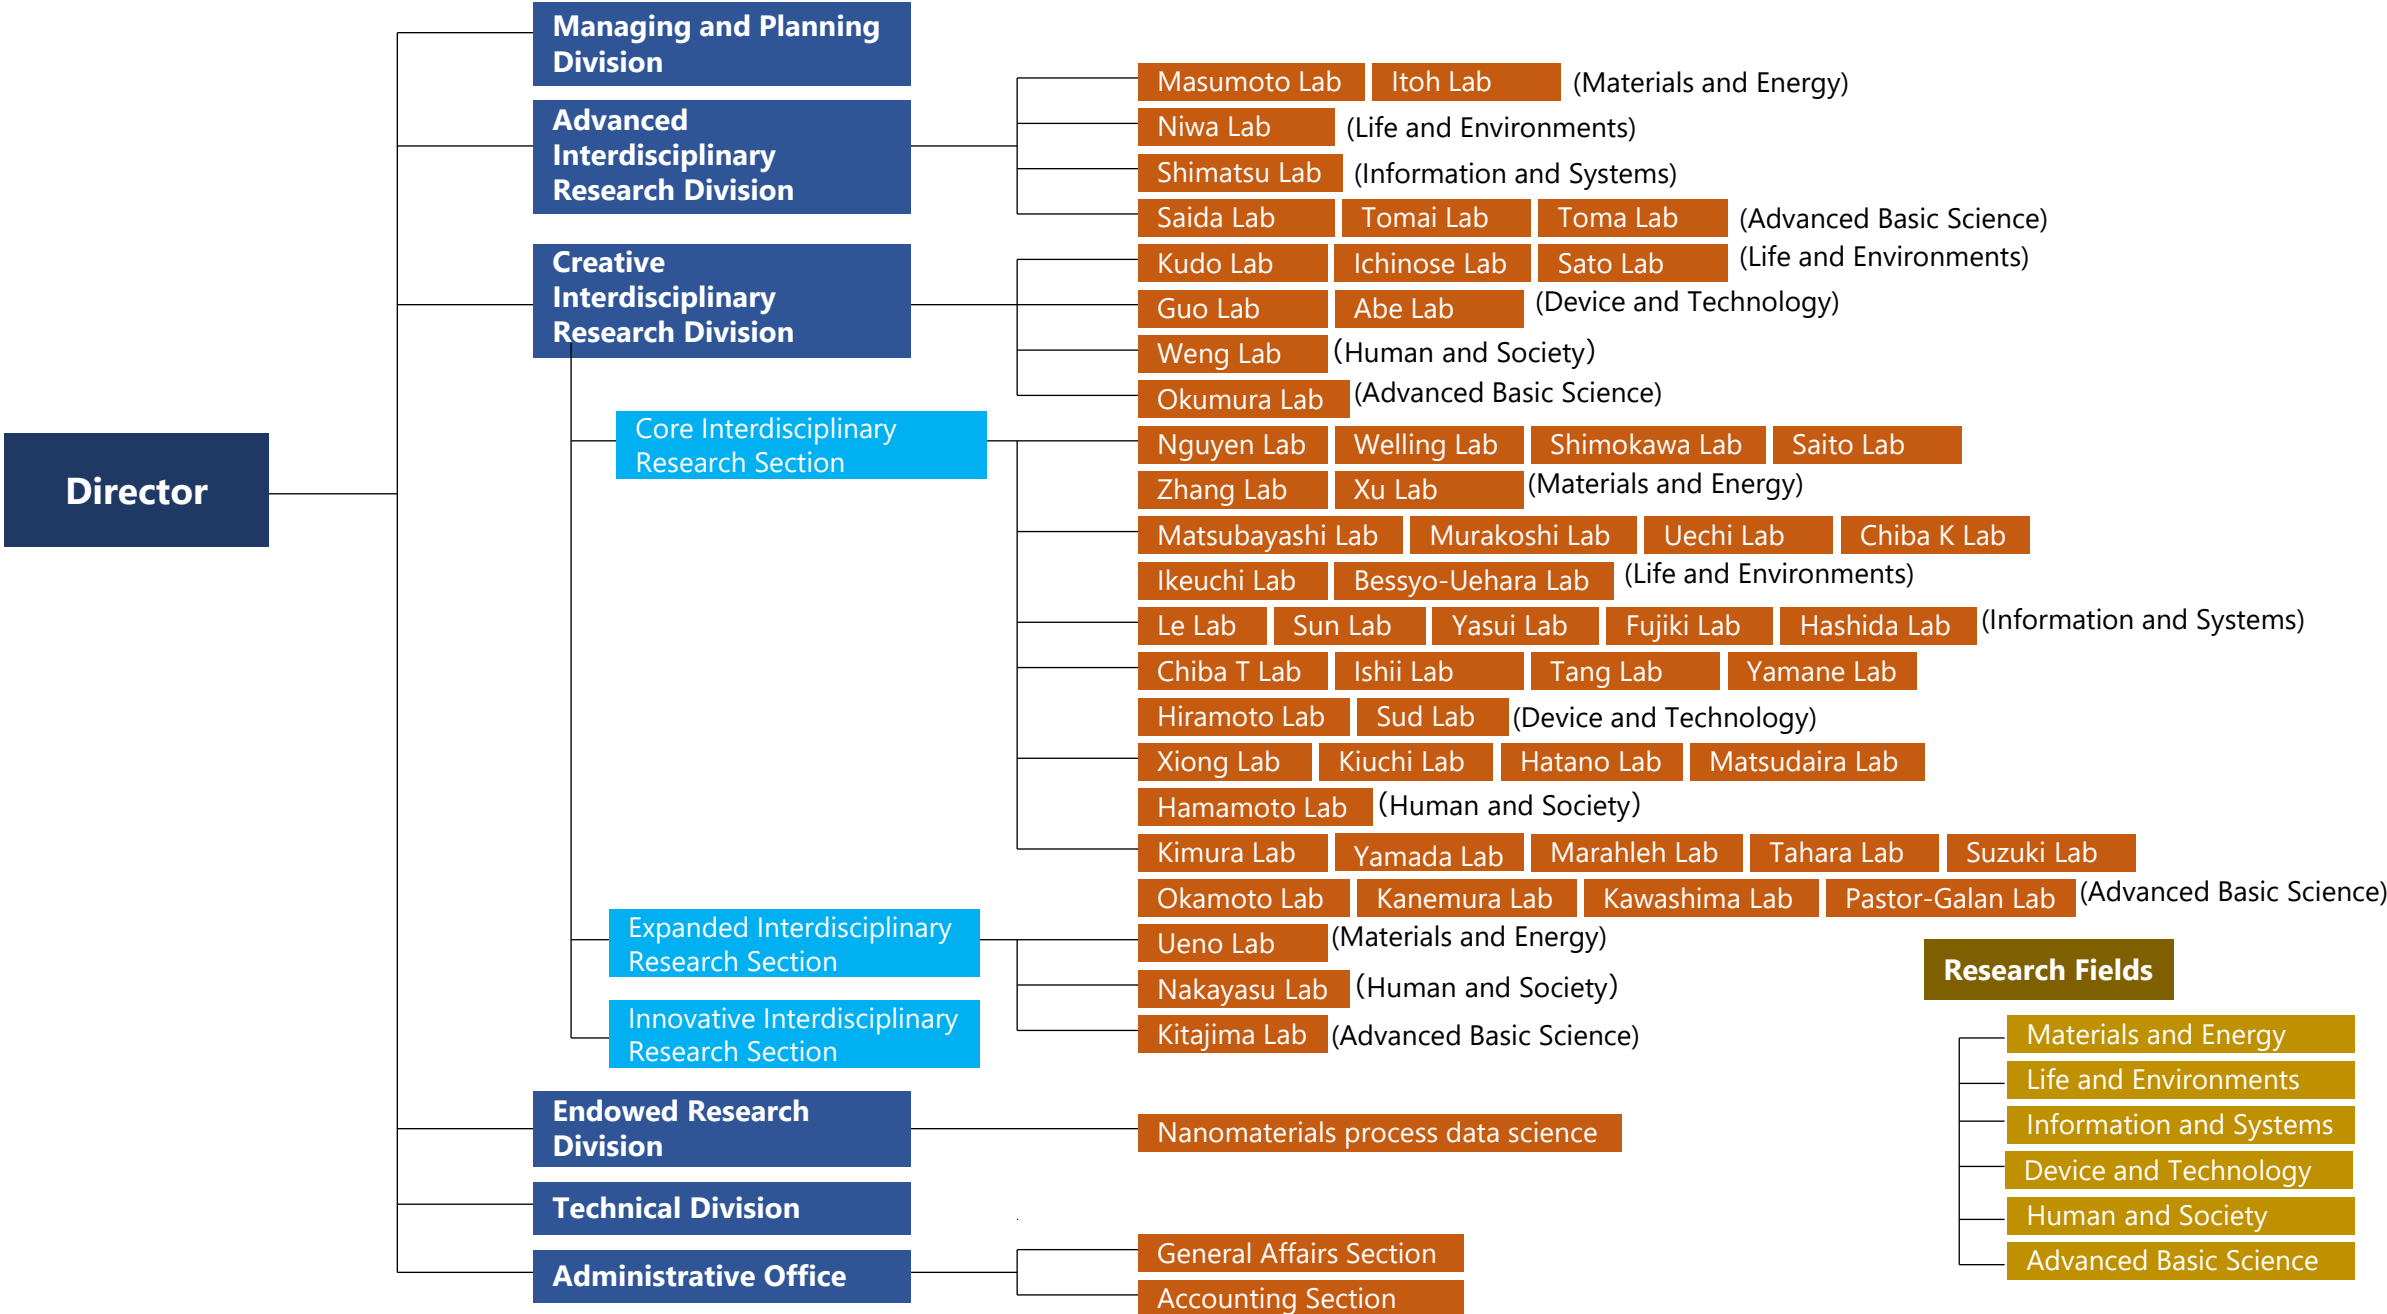 Director
Managing and Planning
Division
Advanced
Interdisciplinary
Research Division
Masumoto Lab Itoh Lab (Materials and Energy)
Niwa Lab (Life and Environments)
Shimatsu Lab (Information and Systems)
Saida Lab Tomai Lab Toma Lab (Advanced Basic Science)
Creative
Interdisciplinary
Research Division
Kudo Lab Ichinose Lab Sato Lab (Life and Environments)
Guo Lab Abe Lab (Device and Technology)
Weng Lab (Human and Society)
Okumura Lab (Advanced Basic Science)
Core Interdisciplinary
Research Section
Nguyen Lab Welling Lab Shimokawa Lab Saito Lab
Zhang Lab Xu Lab (Materials and Energy)
Matsubayashi Lab Murakoshi Lab Uechi Lab Chiba K Lab
Ikeuchi Lab Bessyo-Uehara Lab (Life and Environments)
Le Lab Sun Lab Yasui Lab Fujiki Lab Hashida Lab (Information and Systems)
Chiba T Lab Ishii Lab Tang Lab Yamane Lab
Hiramoto Lab Sud Lab (Device and Technology)
Xiong Lab Kiuchi Lab Hatano Lab Matsudaira Lab
Hamamoto Lab (Human and Society)
Kimura Lab Yamada Lab Marahleh Lab Tahara Lab Suzuki Lab
Okamoto Lab Kanemura Lab Kawashima Lab Pastor-Galan Lab (Advanced Basic Science)
Expanded Interdisciplinary
Research Section
Ueno Lab (Materials and Energy)
Nakayasu Lab (Human and Society)
Kitajima Lab (Advanced Basic Science)
Innovative Interdisciplinary
Research Section
Endowed Research
Division
Nanomaterials process data science
Technical Division
Administrative Office
General Affairs Section
Accounting Section
Research Fields
Materials and Energy
Life and Environments
Information and Systems
Device and Technology
Human and Society
Advanced Basic Science